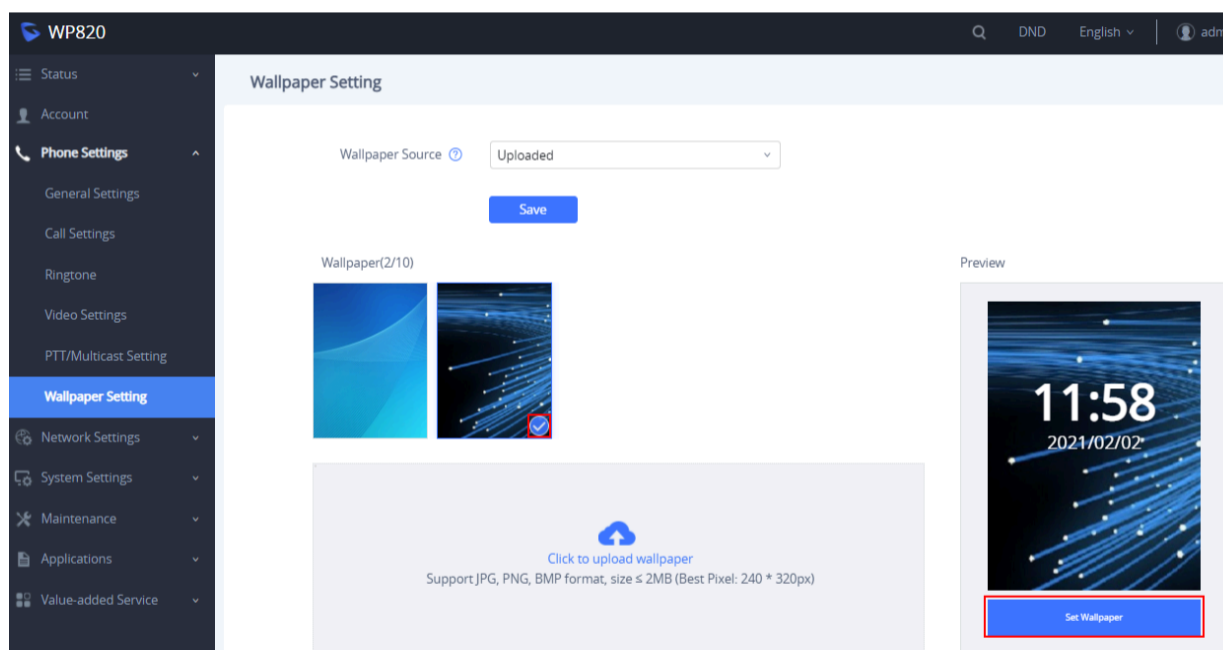 WP820
DND
English
adm
Status
Account
Phone Settings
General Settings
Call Settings
Ringtone
Video Settings
PTT/Multicast Setting
Wallpaper Setting
Network Settings
System Settings
Maintenance
Applications
Value-added Service
Wallpaper Setting
Wallpaper Source
Uploaded
Save
Wallpaper(2/10)
Click to upload wallpaper
Support JPG, PNG, BMP format, size ≤ 2MB (Best Pixel: 240 * 320px)
Preview
11:58
2021/02/02
Set Wallpaper